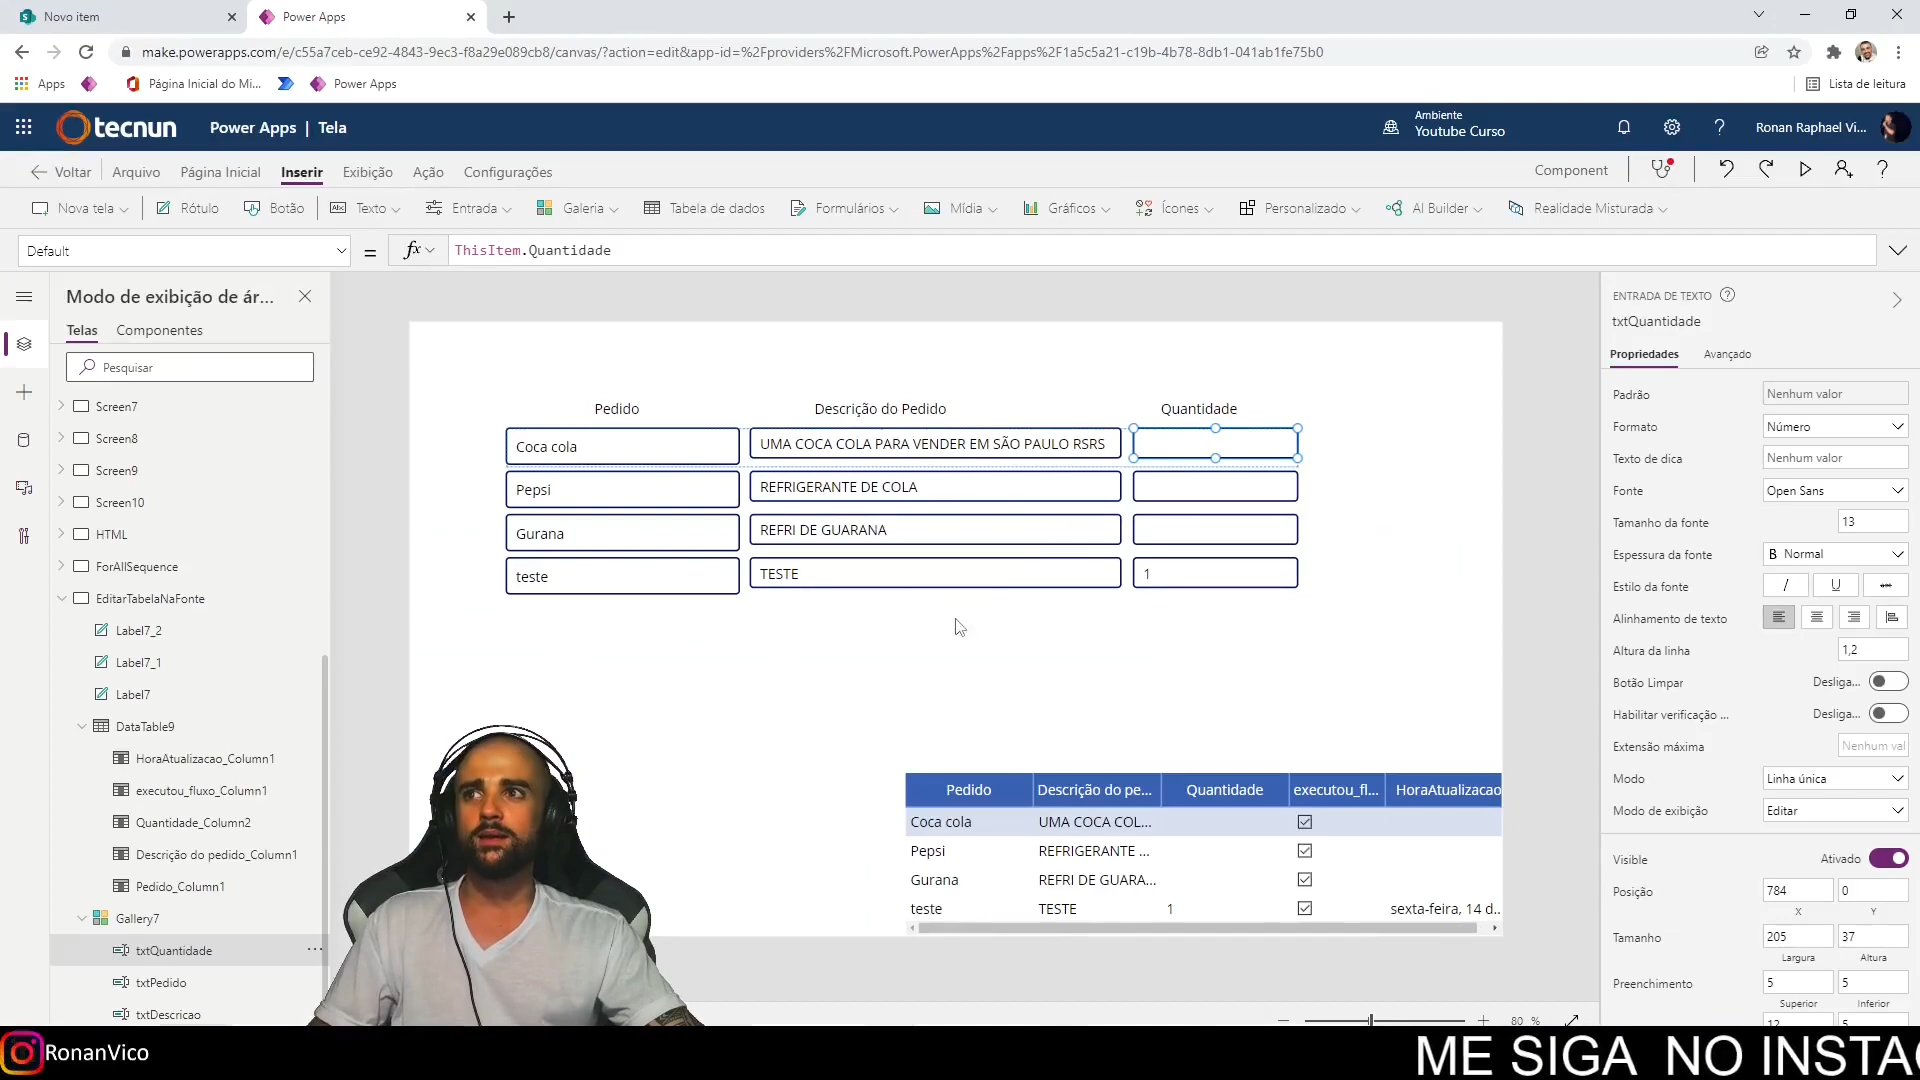 Novo item
Power Apps
make.powerapps.com/e/c55a7ceb-ce92-4843-9ec3-f8a29e089cb8/canvas/?action=edit&app-id=%2Fproviders%2FMicrosoft.PowerApps%2Fapps%2F1a5c5a21-c19b-4b78-8db1-041ab1fe75b0
Apps
Página Inicial do Mi...
Power Apps
Lista de leitura
tecnun
Power Apps | Tela
Ambiente
Youtube Curso
Ronan Raphael Vi...
Voltar
Arquivo
Página Inicial
Inserir
Exibição
Ação
Configurações
Component
Nova tela
Rótulo
Botão
Texto
Entrada
Galeria
Tabela de dados
Formulários
Mídia
Gráficos
Ícones
Personalizado
AI Builder
Realidade Misturada
Default
=
fx
ThisItem.Quantidade
Modo de exibição de ár...
Telas
Componentes
Pesquisar
Screen7
Screen8
Screen9
Screen10
HTML
ForAllSequence
EditarTabelaNaFonte
Label7_2
Label7_1
Label7
DataTable9
HoraAtualizacao_Column1
executou_fluxo_Column1
Quantidade_Column2
Descrição do pedido_Column1
Pedido_Column1
Gallery7
txtQuantidade
txtPedido
txtDescricao
Pedido
Descrição do Pedido
Quantidade
Coca cola
UMA COCA COLA PARA VENDER EM SÃO PAULO RSRS
Pepsi
REFRIGERANTE DE COLA
Gurana
REFRI DE GUARANA
teste
TESTE
1
Pedido
Descrição do pe...
Quantidade
executou_fl...
HoraAtualizacao
Coca cola
UMA COCA COL...
Pepsi
REFRIGERANTE ...
Gurana
REFRI DE GUARA...
teste
TESTE
1
sexta-feira, 14 d..
80 %
ENTRADA DE TEXTO
txtQuantidade
Propriedades
Avançado
Padrão
Nenhum valor
Formato
Número
Texto de dica
Nenhum valor
Fonte
Open Sans
Tamanho da fonte
13
Espessura da fonte
B Normal
Estilo da fonte
/
U
abc
Alinhamento de texto
Altura da linha
1,2
Botão Limpar
Desliga...
Habilitar verificação ...
Desliga...
Extensão máxima
Nenhum val
Modo
Linha única
Modo de exibição
Editar
Visible
Ativado
Posição
784
0
X
Y
Tamanho
205
37
Largura
Altura
Preenchimento
5
5
Superior
Inferior
12
5
RonanVico
ME SIGA NO INSTA